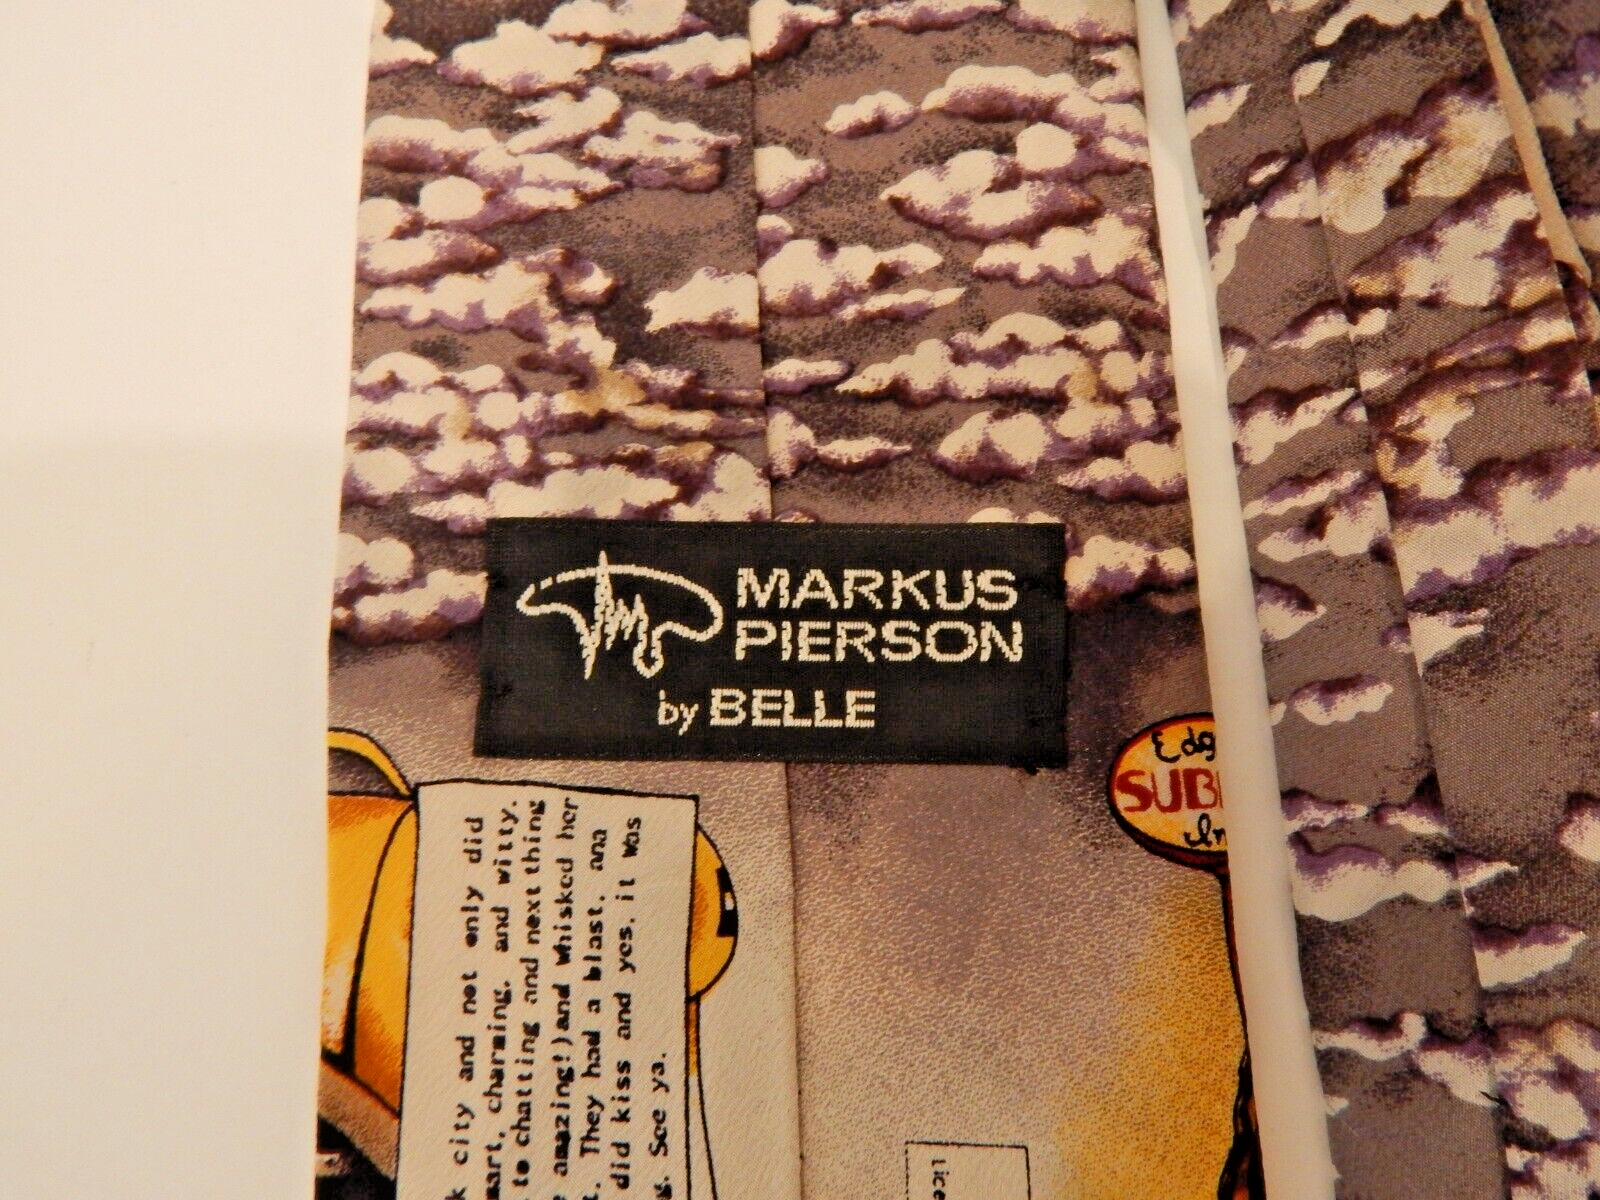 MARKUS
PIERSON
by BELLE
k city and not only did
mart, charming, and witty.
to chatting and next thing
amazing!)and whisked her
They had a blast, and
did kiss and yes, it was
See ya.